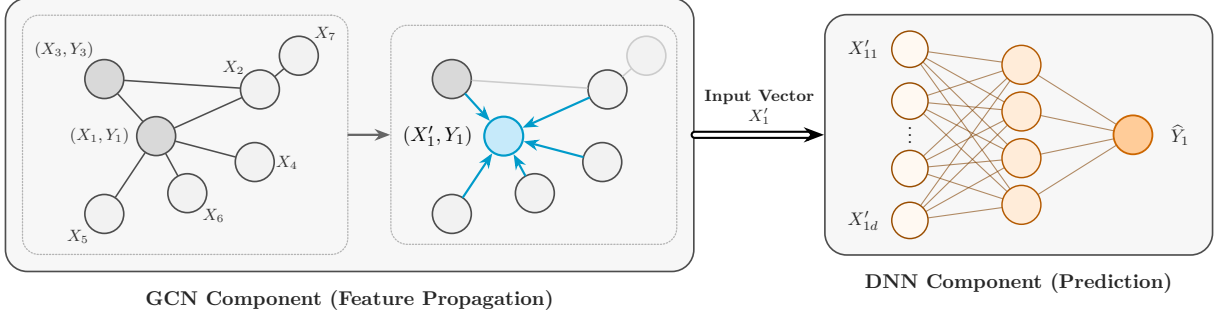 X₇
(X₃, Y₃)
X₂
(X₁, Y₁)
X₄
X₆
X₅
(X′₁, Y₁)
GCN Component (Feature Propagation)
Input Vector
X′₁
X′₁₁
⋮
X′₁d
Ŷ₁
DNN Component (Prediction)